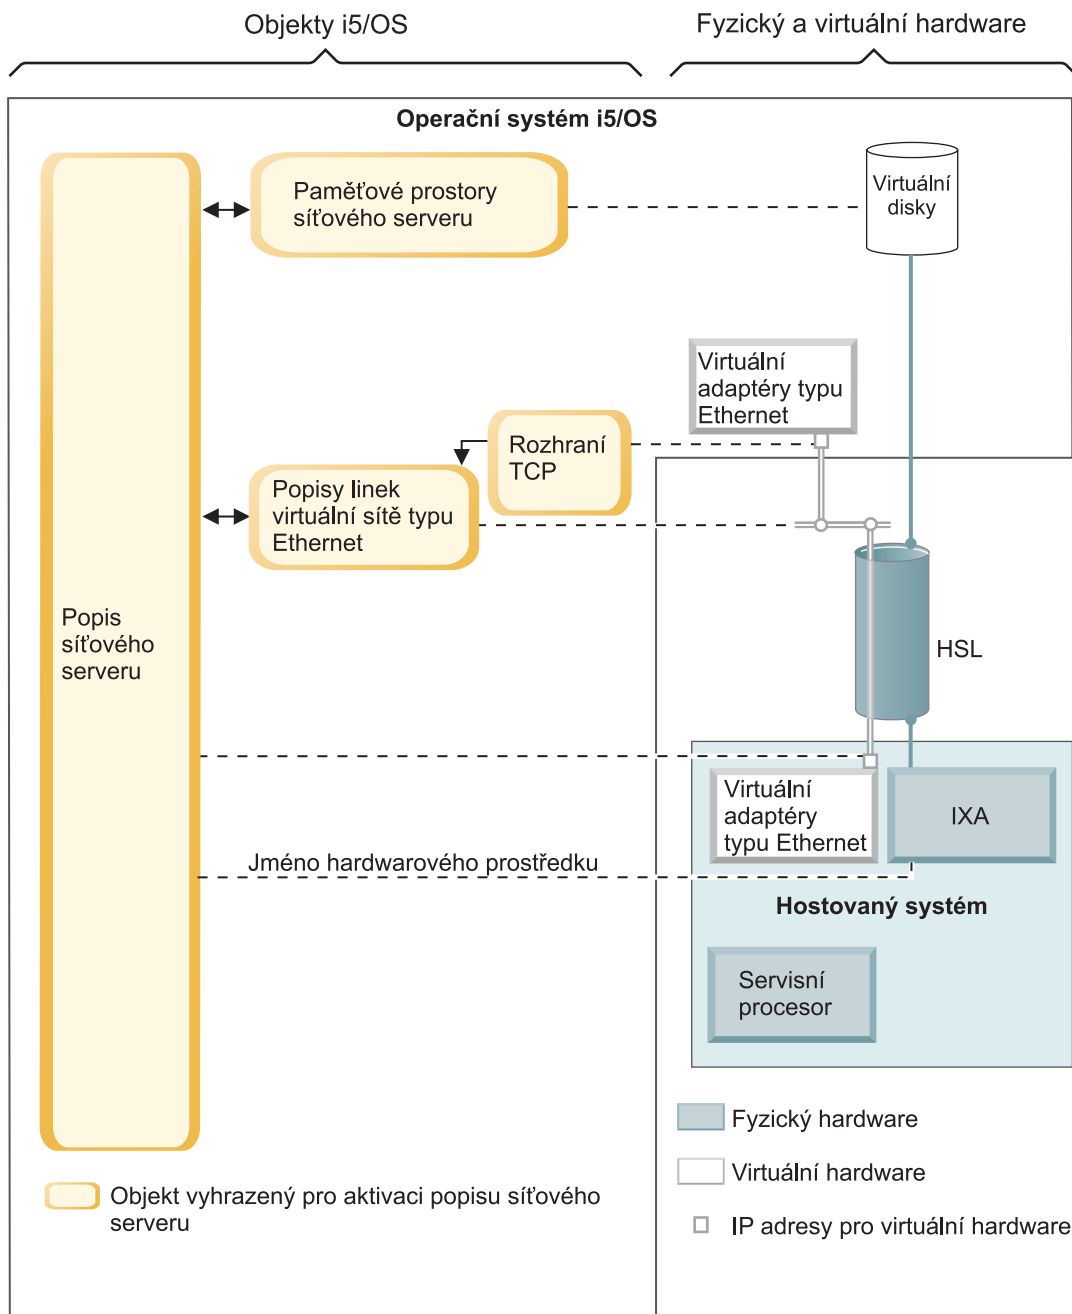 Objekty i5/OS
Fyzický a virtuální hardware
Operační systém i5/OS
Paměťové prostory
síťového serveru
Virtuální
disky
Virtuální
adaptéry typu
Ethernet
Rozhraní
TCP
Popisy linek
virtuální sítě typu
Ethernet
Popis
síťového
serveru
HSL
Virtuální
adaptéry
typu Ethernet
IXA
Jméno hardwarového prostředku
Hostovaný systém
Servisní
procesor
Fyzický hardware
Virtuální hardware
IP adresy pro virtuální hardware
Objekt vyhrazený pro aktivaci popisu síťového
serveru